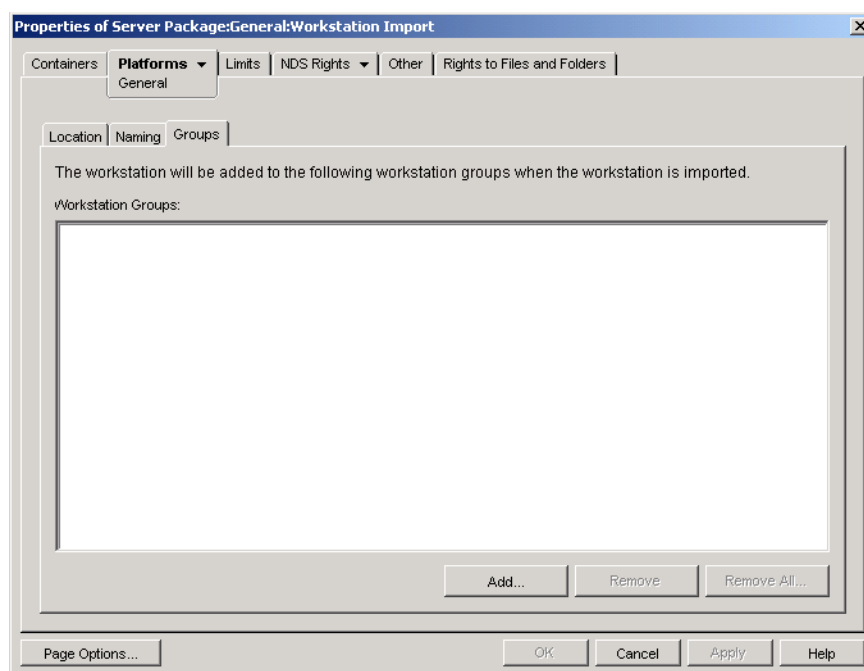 Properties of Server Package:General:Workstation Import
Containers Platforms Limits NDS Rights Other Rights to Files and Folders
General
Location Naming Groups
The workstation will be added to the following workstation groups when the workstation is imported.
Workstation Groups:
Add... Remove Remove All...
Page Options... OK Cancel Apply Help